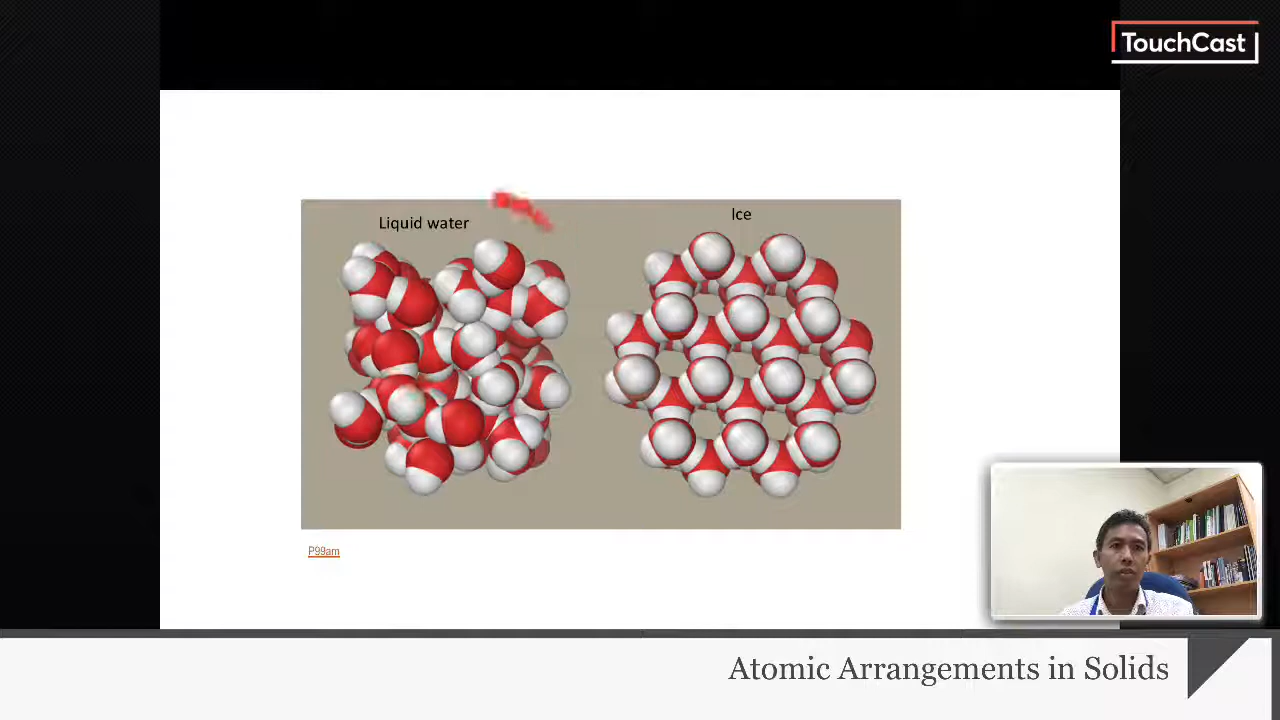 TouchCast
Liquid water
Ice
P99am
Atomic Arrangements in Solids